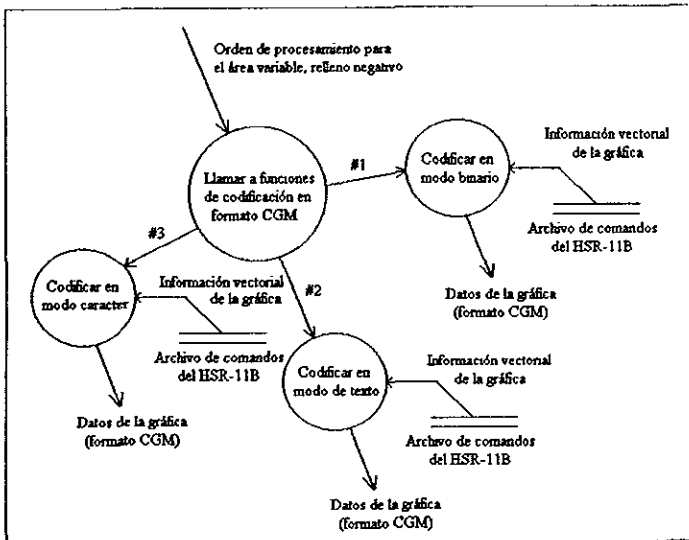 Orden de procesamiento para
el área variable, relleno negativo
Llamar a funciones
de codificación en
formato CGM
#1
Codificar en
modo binario
Información vectorial
de la gráfica
Archivo de comandos
del HSR-11B
Datos de la gráfica
(formato CGM)
#3
Codificar en
modo caracter
Información vectorial
de la gráfica
Archivo de comandos
del HSR-11B
Datos de la gráfica
(formato CGM)
#2
Codificar en
modo de texto
Información vectorial
de la gráfica
Archivo de comandos
del HSR-11B
Datos de la gráfica
(formato CGM)